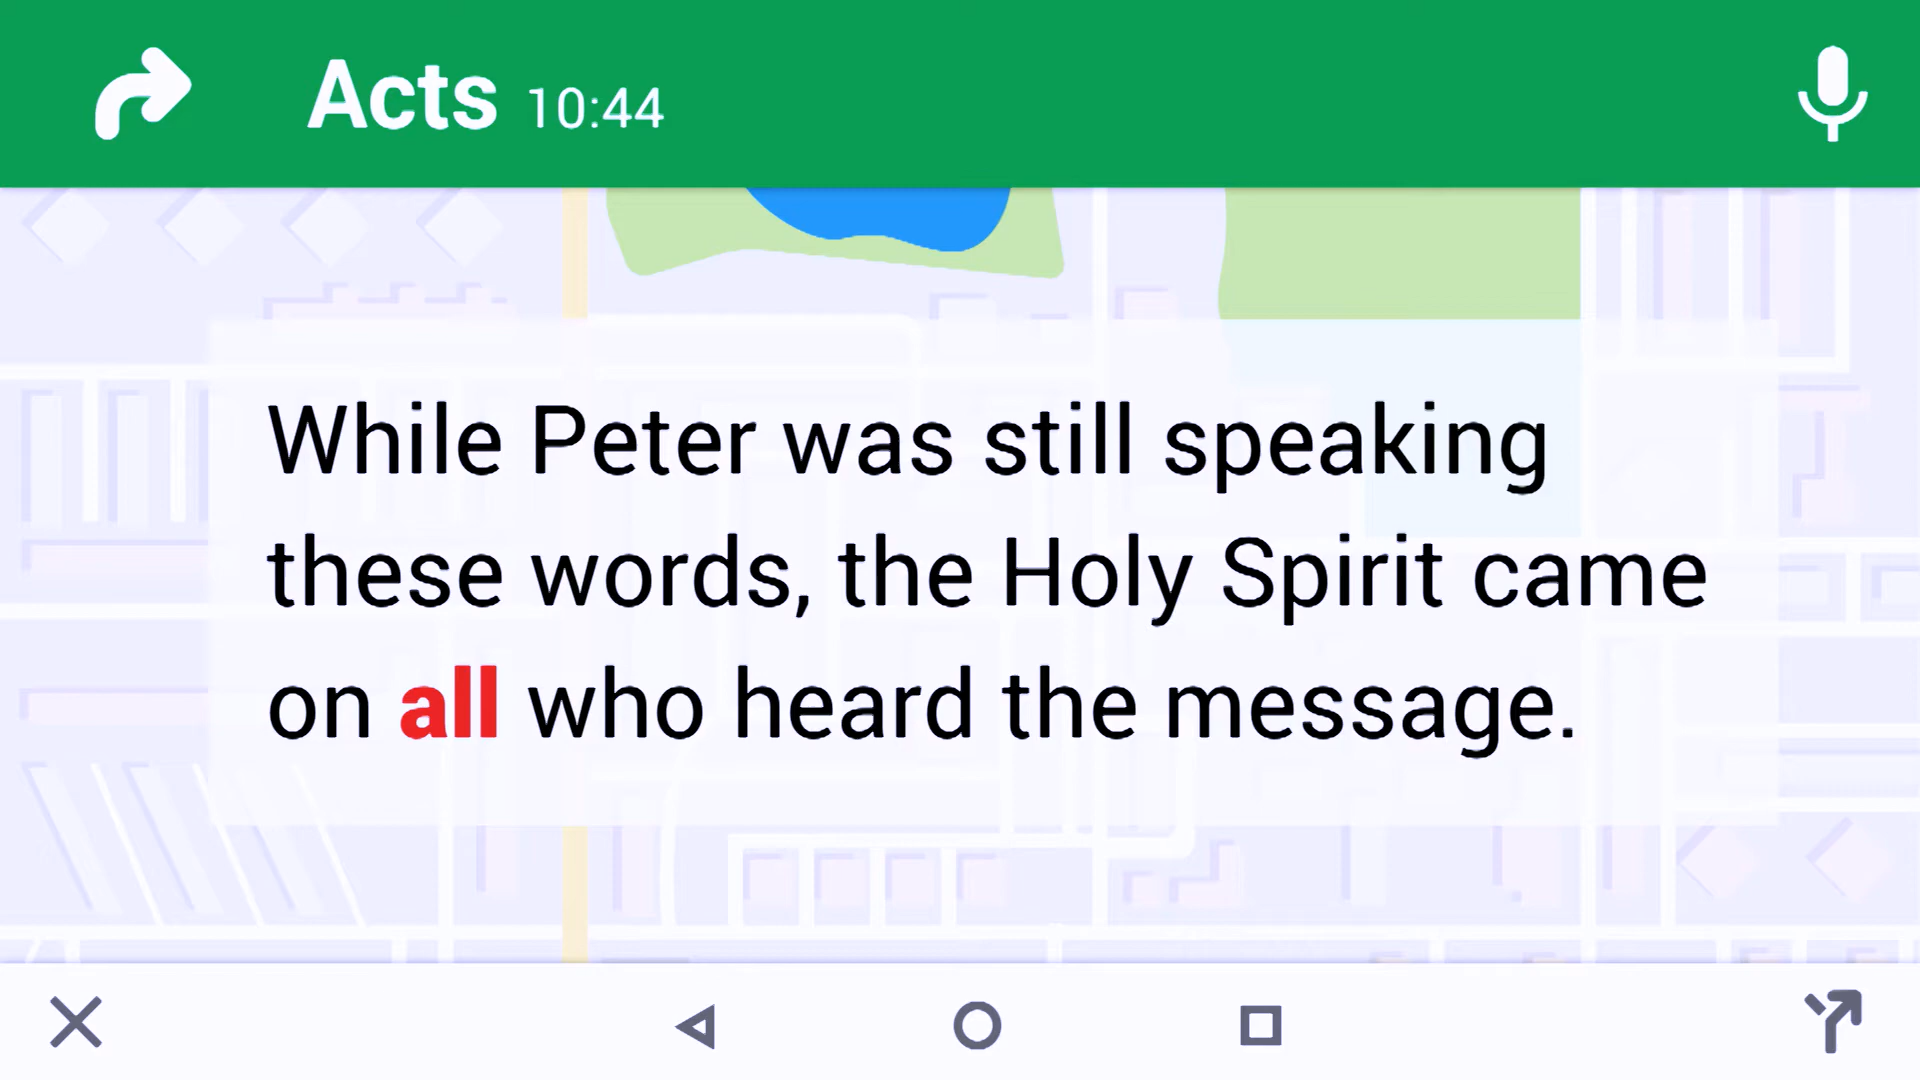 Acts 10:44
While Peter was still speaking
these words, the Holy Spirit came
on all who heard the message.